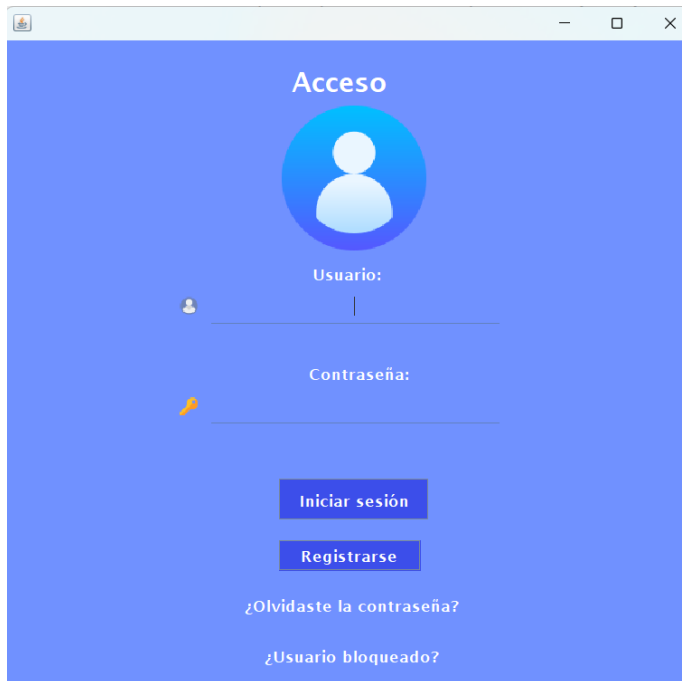 Acceso
Usuario:
Contraseña:
Iniciar sesión
Registrarse
¿Olvidaste la contraseña?
¿Usuario bloqueado?